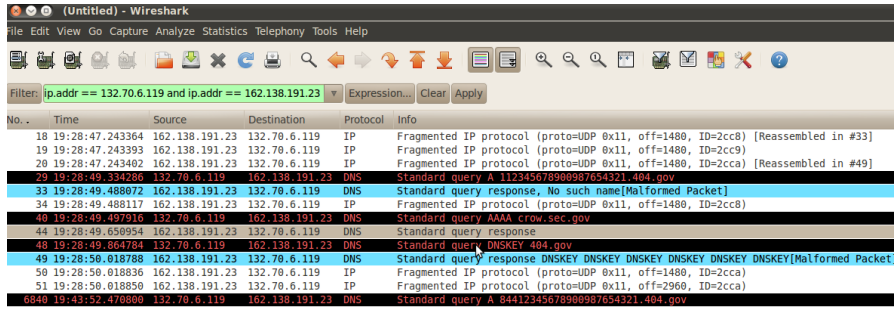 (Untitled) - Wireshark
File Edit View Go Capture Analyze Statistics Telephony Tools Help
Filter: ip.addr == 132.70.6.119 and ip.addr == 162.138.191.23 Expression... Clear Apply
No. . Time Source Destination Protocol Info
18 19:28:47.243364 162.138.191.23 132.70.6.119 IP Fragmented IP protocol (proto=UDP 0x11, off=1480, ID=2cc8) [Reassembled in #33]
19 19:28:47.243393 162.138.191.23 132.70.6.119 IP Fragmented IP protocol (proto=UDP 0x11, off=1480, ID=2cc9)
20 19:28:47.243402 162.138.191.23 132.70.6.119 IP Fragmented IP protocol (proto=UDP 0x11, off=1480, ID=2cca) [Reassembled in #49]
29 19:28:49.334286 132.70.6.119 162.138.191.23 DNS Standard query A 112345678900987654321.404.gov
33 19:28:49.488072 162.138.191.23 132.70.6.119 DNS Standard query response, No such name[Malformed Packet]
34 19:28:49.488117 162.138.191.23 132.70.6.119 IP Fragmented IP protocol (proto=UDP 0x11, off=1480, ID=2cc8)
40 19:28:49.497916 132.70.6.119 162.138.191.23 DNS Standard query AAAA crow.sec.gov
44 19:28:49.650954 162.138.191.23 132.70.6.119 DNS Standard query response
48 19:28:49.864784 132.70.6.119 162.138.191.23 DNS Standard query DNSKEY 404.gov
49 19:28:50.018788 162.138.191.23 132.70.6.119 DNS Standard query response DNSKEY DNSKEY DNSKEY DNSKEY DNSKEY DNSKEY[Malformed Packet]
50 19:28:50.018836 162.138.191.23 132.70.6.119 IP Fragmented IP protocol (proto=UDP 0x11, off=1480, ID=2cca)
51 19:28:50.018850 162.138.191.23 132.70.6.119 IP Fragmented IP protocol (proto=UDP 0x11, off=2960, ID=2cca)
6840 19:43:52.470800 132.70.6.119 162.138.191.23 DNS Standard query A 84412345678900987654321.404.gov